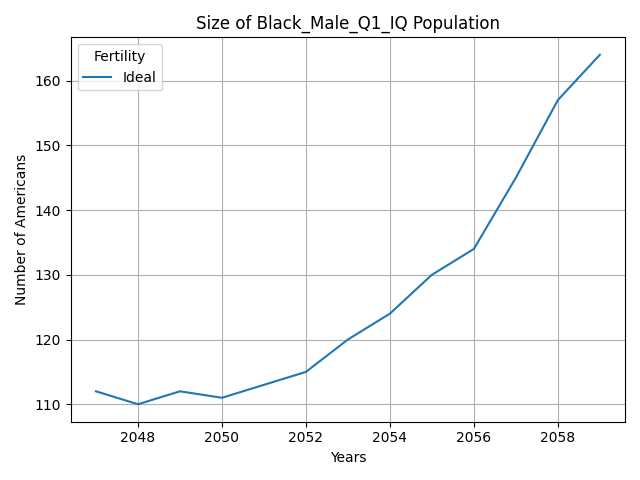 Size of Black_Male_Q1_IQ Population
Fertility
Ideal
160
150
140
130
120
110
Number of Americans
2048 2050 2052 2054 2056 2058
Years